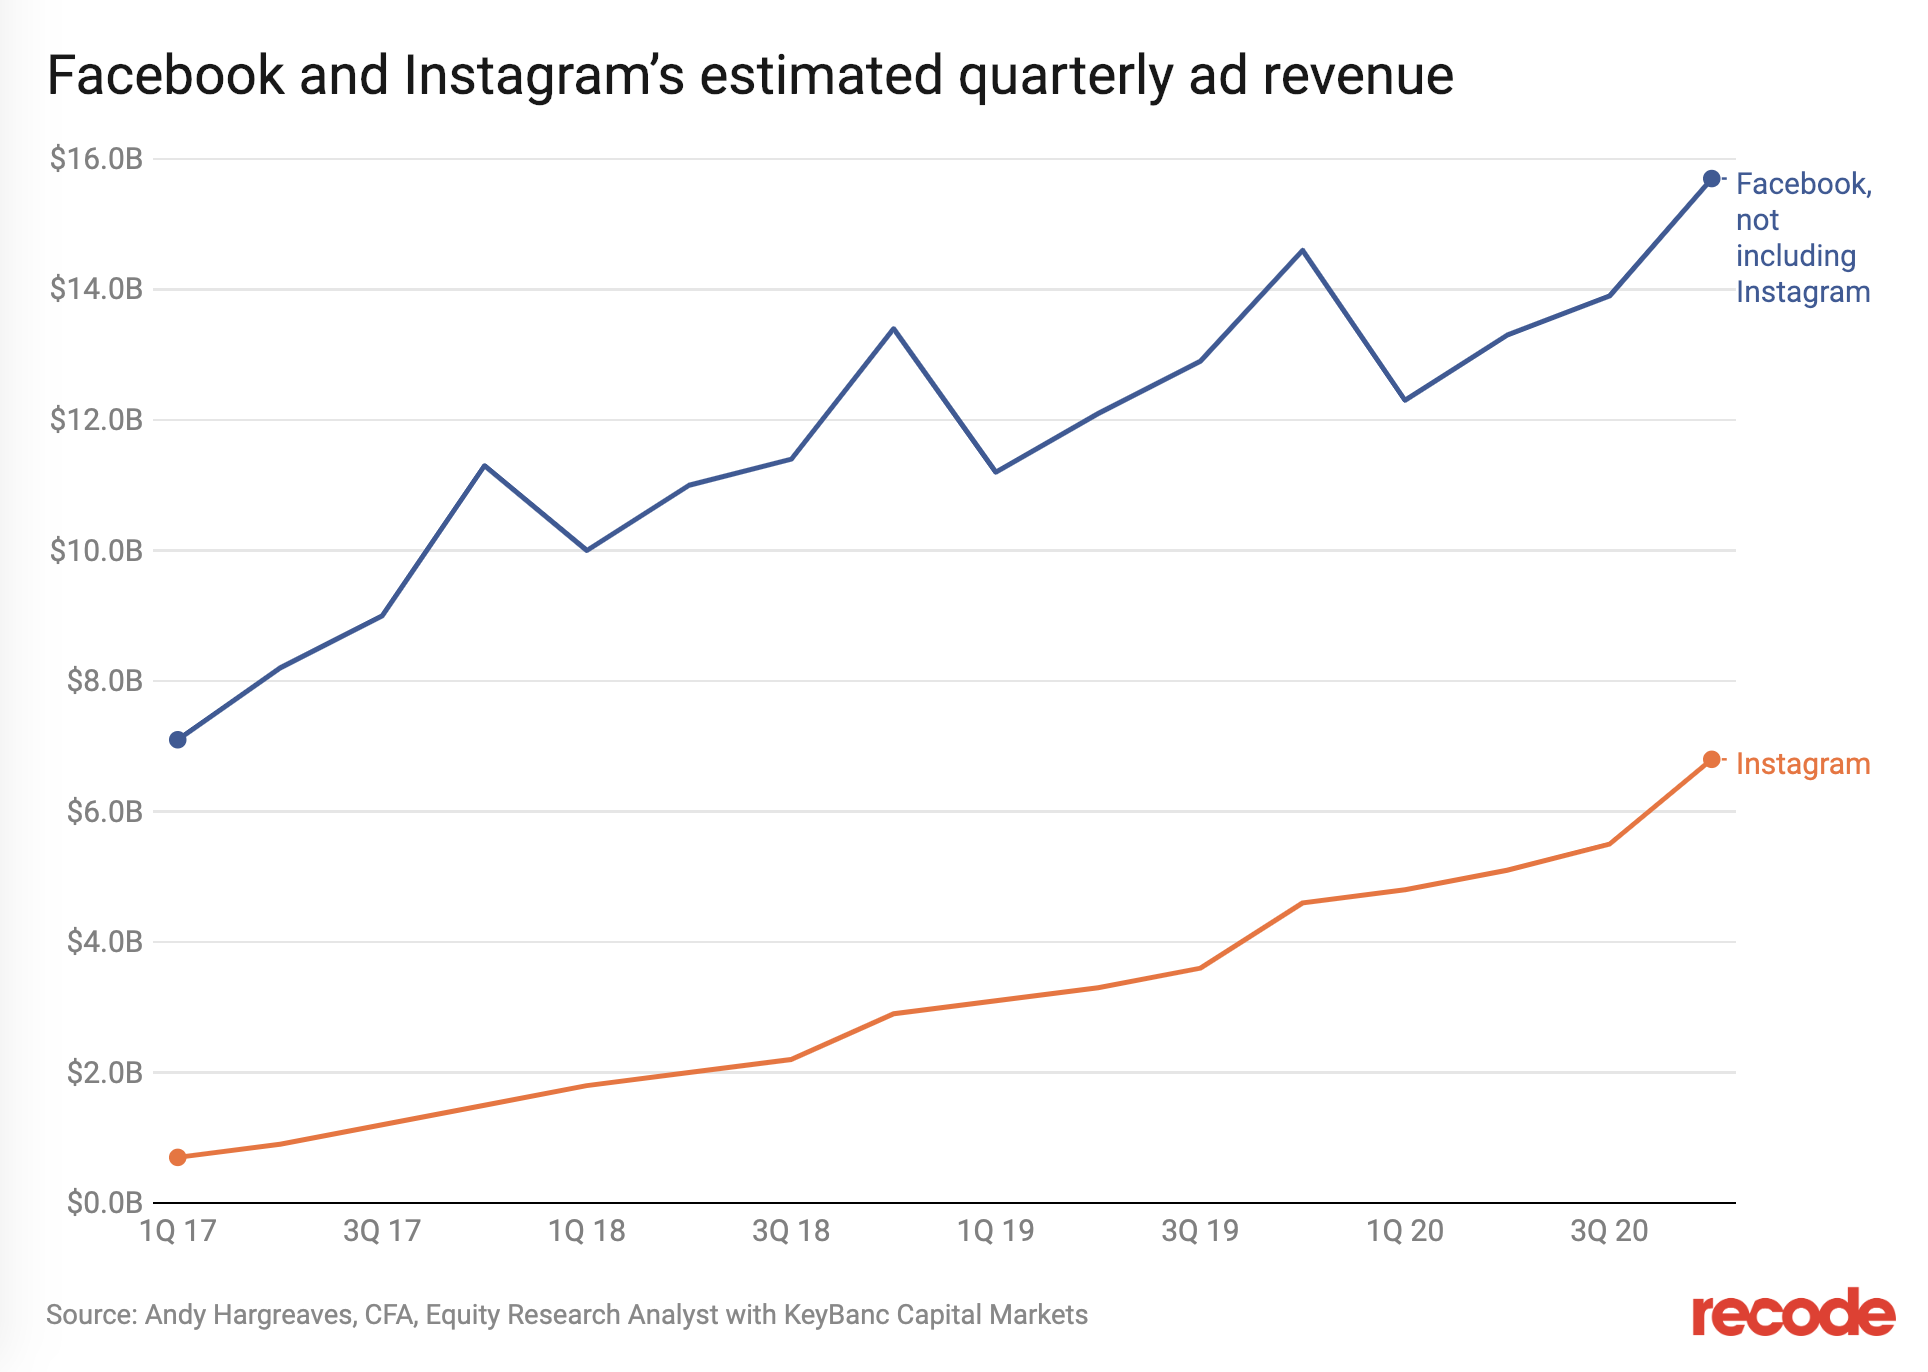 Facebook and Instagram’s estimated quarterly ad revenue
$16.0B
$14.0B
$12.0B
$10.0B
$8.0B
$6.0B
$4.0B
$2.0B
$0.0B
Facebook,
not
including
Instagram
Instagram
1Q 17 3Q 17 1Q 18 3Q 18 1Q 19 3Q 19 1Q 20 3Q 20
Source: Andy Hargreaves, CFA, Equity Research Analyst with KeyBanc Capital Markets
recode